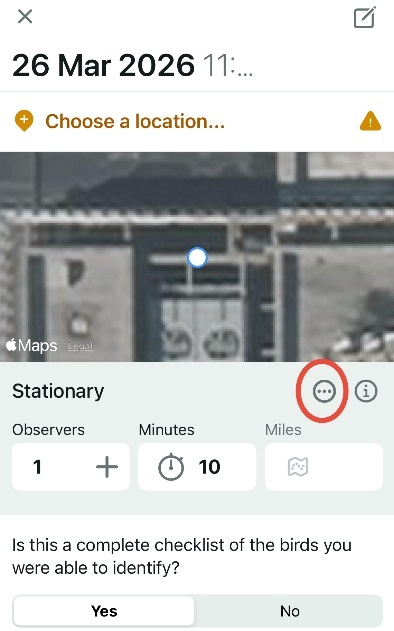 26 Mar 2026 11:...
Choose a location...
Maps Legal
Stationary
Observers Minutes Miles
1 10
Is this a complete checklist of the birds you
were able to identify?
Yes No